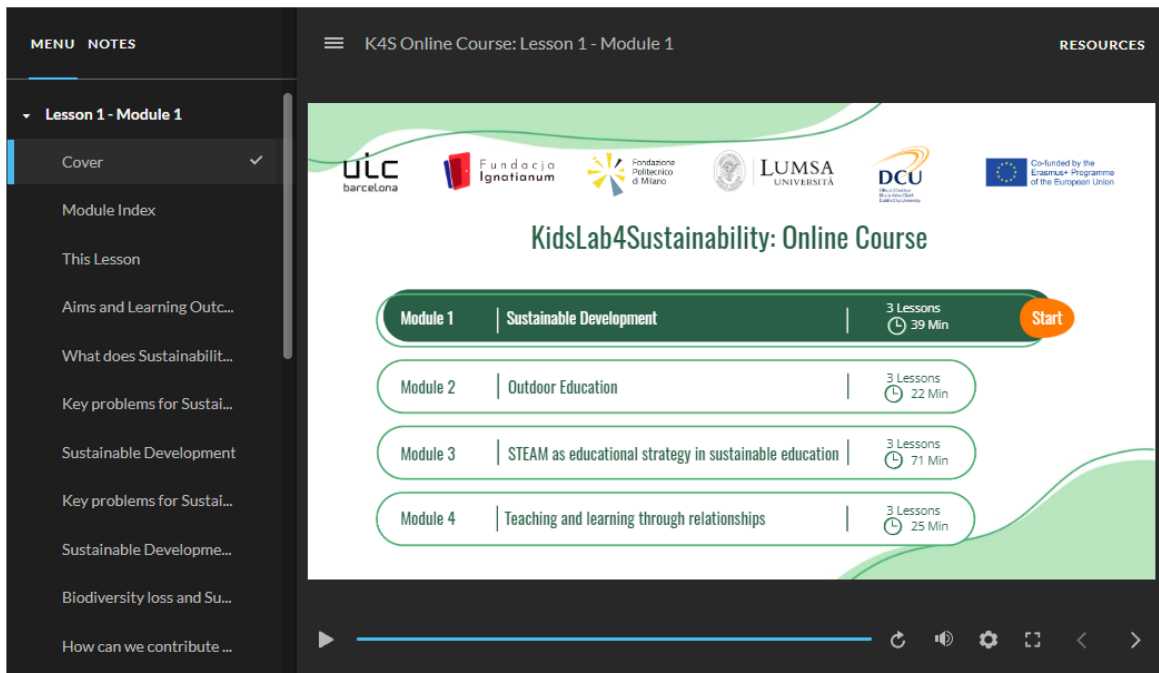 MENU NOTES
K4S Online Course: Lesson 1 - Module 1
RESOURCES
Lesson 1 - Module 1
Cover
Module Index
This Lesson
Aims and Learning Outc...
What does Sustainabilit...
Key problems for Sustai...
Sustainable Development
Key problems for Sustai...
Sustainable Developme...
Biodiversity loss and Su...
How can we contribute ...
uic
barcelona
Fundacja
Ignatianum
Fondazione
Politecnico
di Milano
LUMSA
UNIVERSITÀ
DCU
Co-funded by the
Erasmus+ Programme
of the European Union
KidsLab4Sustainability: Online Course
Module 1
Sustainable Development
3 Lessons
39 Min
Start
Module 2
Outdoor Education
3 Lessons
22 Min
Module 3
STEAM as educational strategy in sustainable education
3 Lessons
71 Min
Module 4
Teaching and learning through relationships
3 Lessons
25 Min